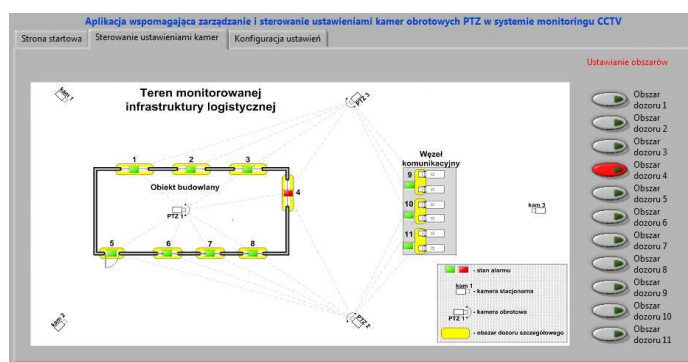 Aplikacja wspomagająca zarządzanie i sterowanie ustawieniami kamer obrotowych PTZ w systemie monitoringu CCTV
Strona startowa
Sterowanie ustawieniami kamer
Konfiguracja ustawień
Ustawianie obszarów
kam 1
Teren monitorowanej
infrastruktury logistycznej
PTZ 3
1
2
3
Obiekt budowlany
4
PTZ 1
5
6
7
8
Węzeł
komunikacyjny
9
10
11
kam 3
kam 2
PTZ 2
- stan alarmu
kam 1
- kamera stacjonarna
- kamera obrotowa
PTZ 1
- obszar dozoru szczegółowego
Obszar
dozoru 1
Obszar
dozoru 2
Obszar
dozoru 3
Obszar
dozoru 4
Obszar
dozoru 5
Obszar
dozoru 6
Obszar
dozoru 7
Obszar
dozoru 8
Obszar
dozoru 9
Obszar
dozoru 10
Obszar
dozoru 11